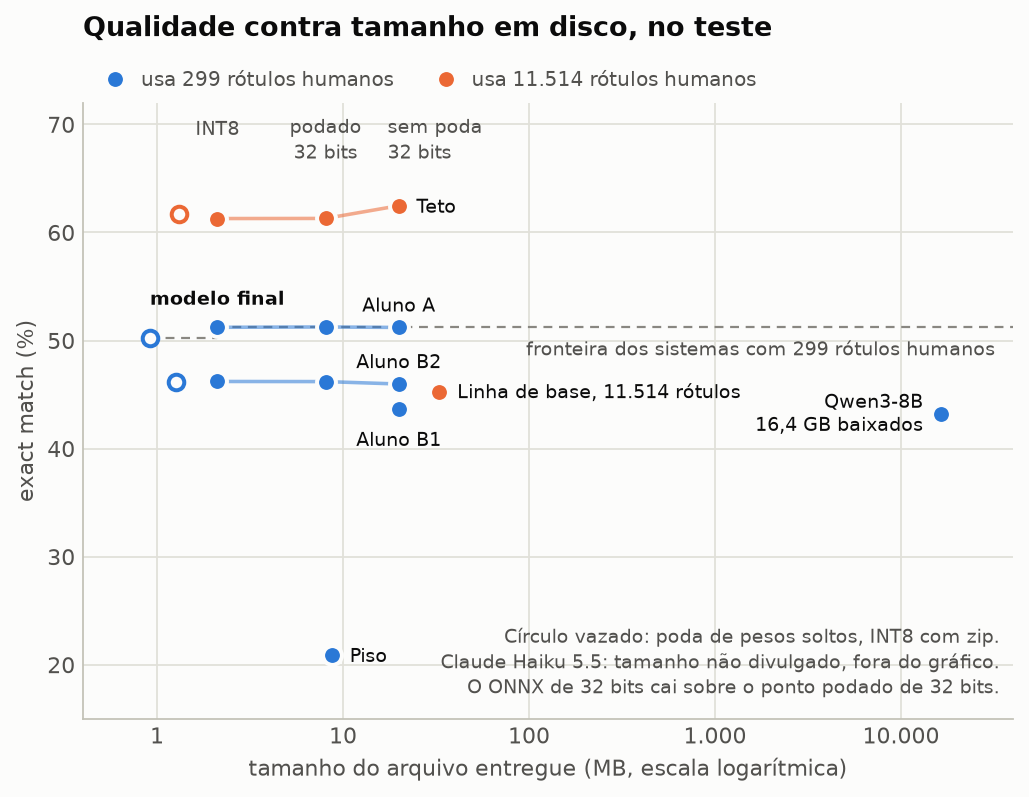 Qualidade contra tamanho em disco, no teste
usa 299 rótulos humanos
usa 11.514 rótulos humanos
70
60
50
40
30
20
exact match (%)
INT8
podado
32 bits
sem poda
32 bits
Teto
modelo final
Aluno A
fronteira dos sistemas com 299 rótulos humanos
Aluno B2
Linha de base, 11.514 rótulos
Qwen3-8B
16,4 GB baixados
Aluno B1
Piso
Círculo vazado: poda de pesos soltos, INT8 com zip.
Claude Haiku 5.5: tamanho não divulgado, fora do gráfico.
O ONNX de 32 bits cai sobre o ponto podado de 32 bits.
1
10
100
1.000
10.000
tamanho do arquivo entregue (MB, escala logarítmica)